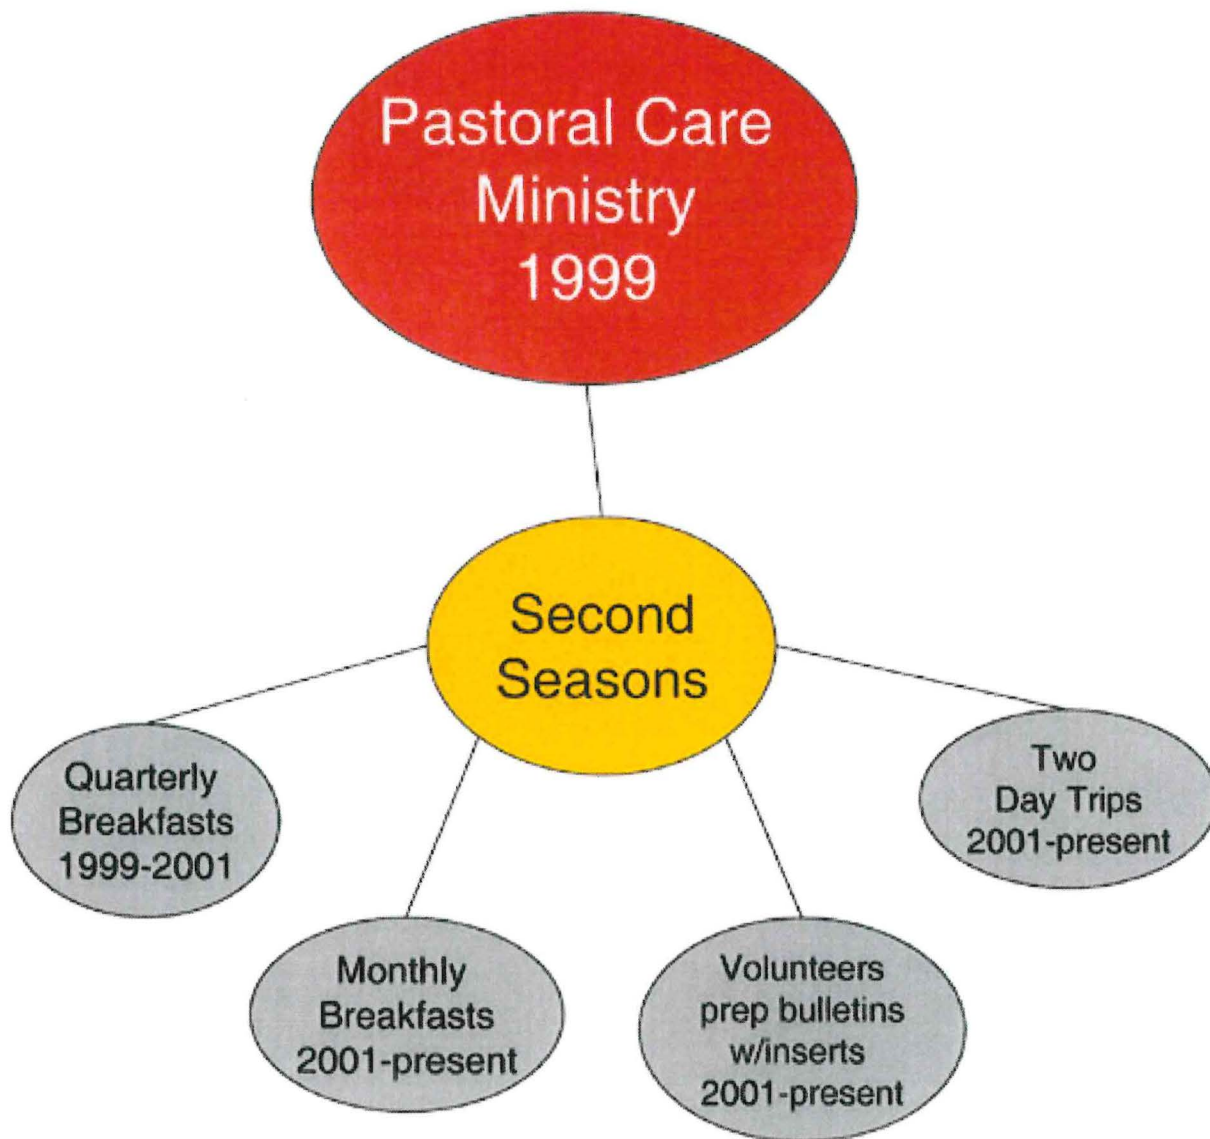 Pastoral Care
Ministry
1999
Second
Seasons
Quarterly
Breakfasts
1999-2001
Monthly
Breakfasts
2001-present
Volunteers
prep bulletins
w/inserts
2001-present
Two
Day Trips
2001-present